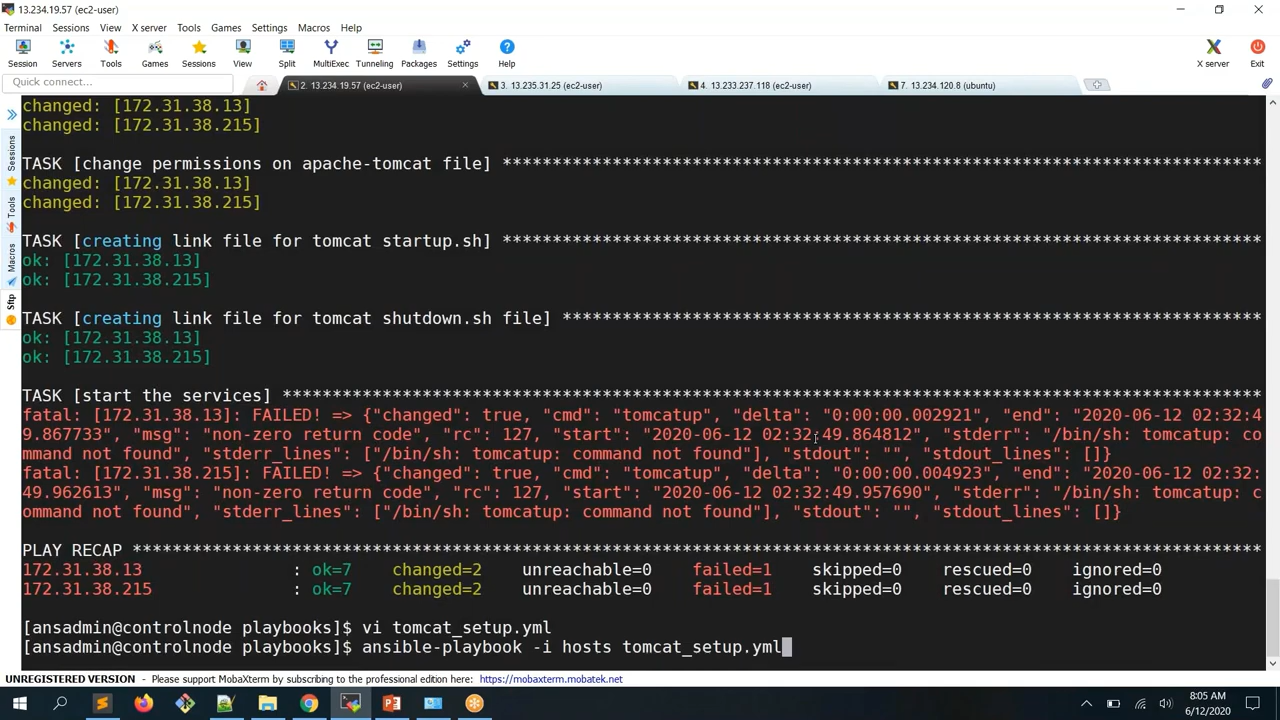 13.234.19.57 (ec2-user)
Terminal Sessions View X server Tools Games Settings Macros Help
Session Servers Tools Games Sessions View Split MultiExec Tunneling Packages Settings Help X server Exit
Quick connect... 2. 13.234.19.57 (ec2-user) 3. 13.235.31.25 (ec2-user) 4. 13.233.237.118 (ec2-user) 7. 13.234.120.8 (ubuntu)
Sessions
Tools
Macros
Sftp
changed: [172.31.38.13]
changed: [172.31.38.215]
TASK [change permissions on apache-tomcat file] ****************************************************************************
changed: [172.31.38.13]
changed: [172.31.38.215]
TASK [creating link file for tomcat startup.sh] ****************************************************************************
ok: [172.31.38.13]
ok: [172.31.38.215]
TASK [creating link file for tomcat shutdown.sh file] **********************************************************************
ok: [172.31.38.13]
ok: [172.31.38.215]
TASK [start the services] **************************************************************************************************
fatal: [172.31.38.13]: FAILED! => {"changed": true, "cmd": "tomcatup", "delta": "0:00:00.002921", "end": "2020-06-12 02:32:4
9.867733", "msg": "non-zero return code", "rc": 127, "start": "2020-06-12 02:32:49.864812", "stderr": "/bin/sh: tomcatup: co
mmand not found", "stderr_lines": ["/bin/sh: tomcatup: command not found"], "stdout": "", "stdout_lines": []}
fatal: [172.31.38.215]: FAILED! => {"changed": true, "cmd": "tomcatup", "delta": "0:00:00.004923", "end": "2020-06-12 02:32:
49.962613", "msg": "non-zero return code", "rc": 127, "start": "2020-06-12 02:32:49.957690", "stderr": "/bin/sh: tomcatup: c
ommand not found", "stderr_lines": ["/bin/sh: tomcatup: command not found"], "stdout": "", "stdout_lines": []}
PLAY RECAP *****************************************************************************************************************
172.31.38.13 : ok=7 changed=2 unreachable=0 failed=1 skipped=0 rescued=0 ignored=0
172.31.38.215 : ok=7 changed=2 unreachable=0 failed=1 skipped=0 rescued=0 ignored=0
[ansadmin@controlnode playbooks]$ vi tomcat_setup.yml
[ansadmin@controlnode playbooks]$ ansible-playbook -i hosts tomcat_setup.yml
UNREGISTERED VERSION - Please support MobaXterm by subscribing to the professional edition here: https://mobaxterm.mobatek.net
8:05 AM
6/12/2020